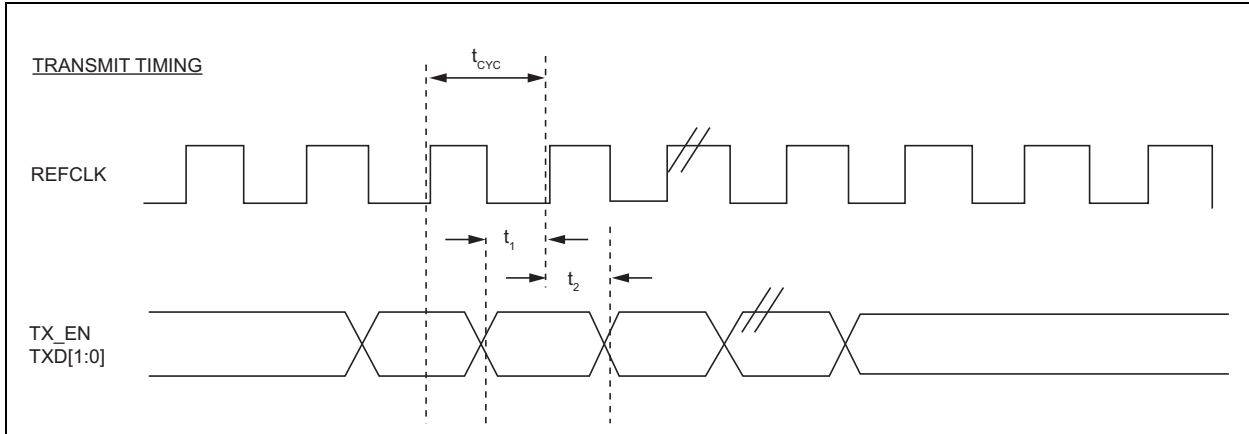 TRANSMIT TIMING
tCYC
REFCLK
t1
t2
TX_EN
TXD[1:0]